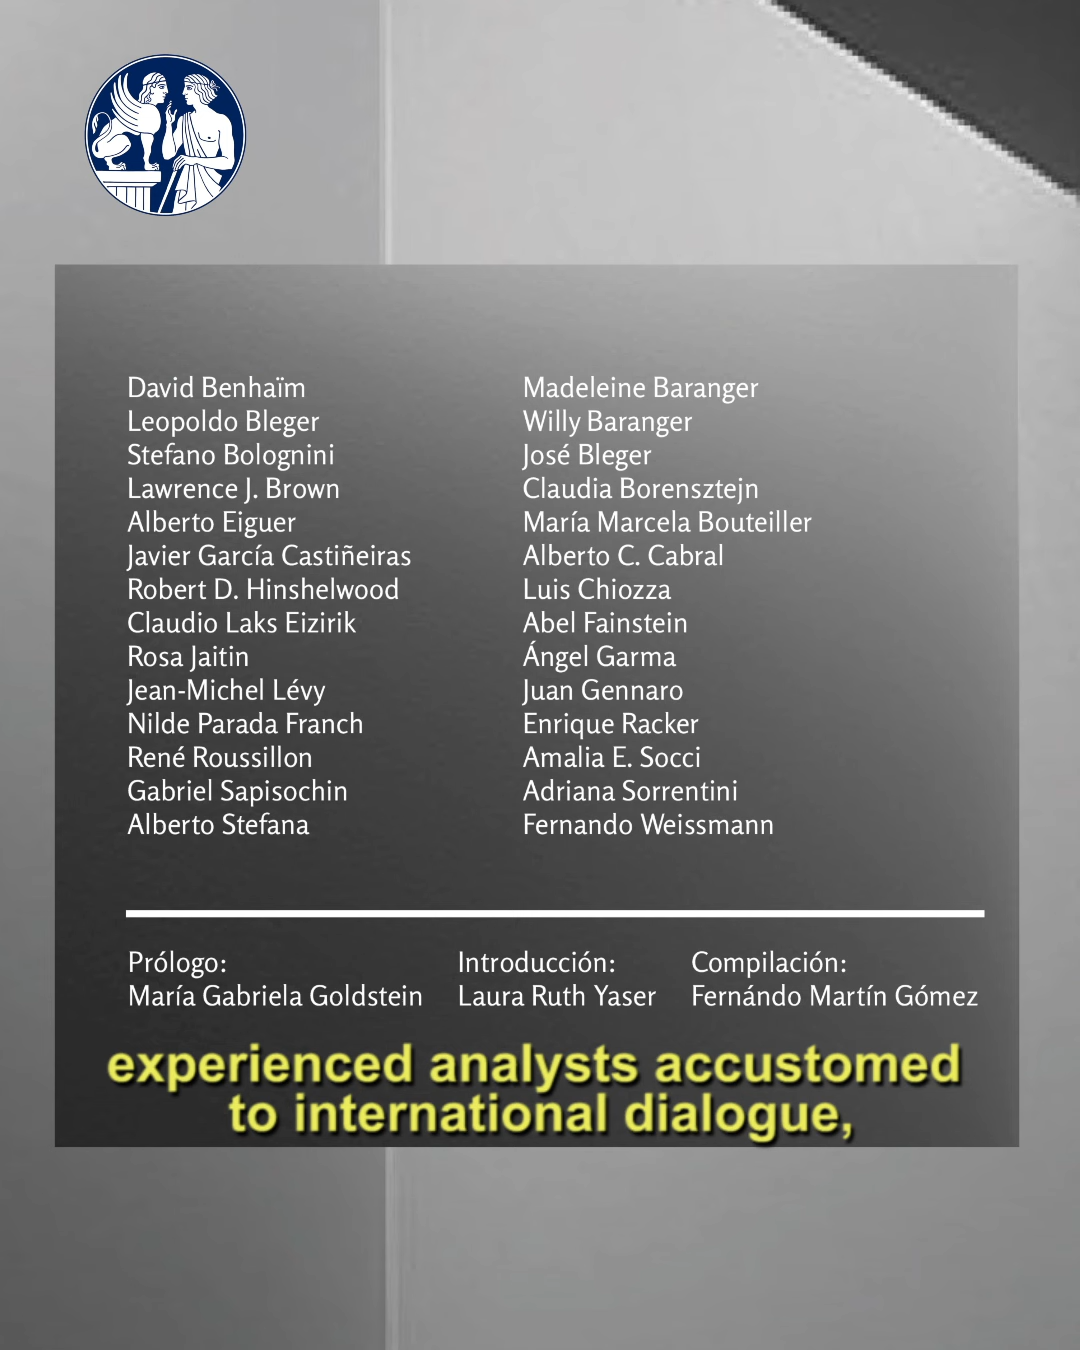 David Benhaïm
Leopoldo Bleger
Stefano Bolognini
Lawrence J. Brown
Alberto Eiguer
Javier García Castiñeiras
Robert D. Hinshelwood
Claudio Laks Eizirik
Rosa Jaitin
Jean-Michel Lévy
Nilde Parada Franch
René Roussillon
Gabriel Sapisochin
Alberto Stefana
Madeleine Baranger
Willy Baranger
José Bleger
Claudia Borensztejn
María Marcela Bouteiller
Alberto C. Cabral
Luis Chiozza
Abel Fainstein
Ángel Garma
Juan Gennaro
Enrique Racker
Amalia E. Socci
Adriana Sorrentini
Fernando Weissmann
Prólogo:
María Gabriela Goldstein
Introducción:
Laura Ruth Yaser
Compilación:
Fernándo Martín Gómez
experienced analysts accustomed
to international dialogue,